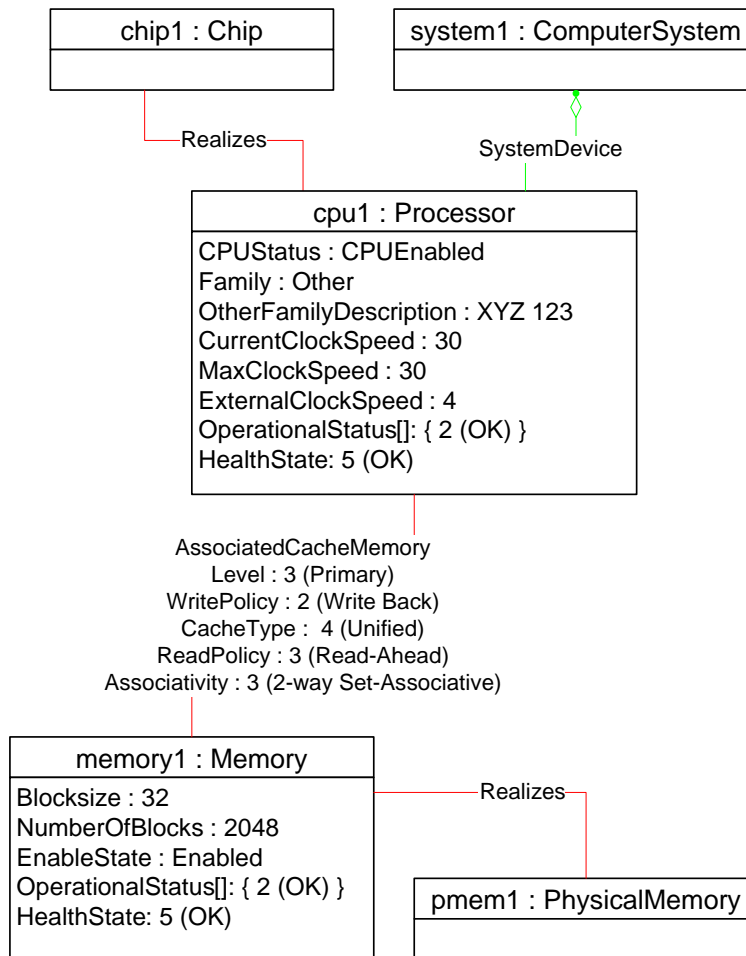 chip1 : Chip
system1 : ComputerSystem
Realizes
SystemDevice
cpu1 : Processor
CPUStatus : CPUEnabled
Family : Other
OtherFamilyDescription : XYZ 123
CurrentClockSpeed : 30
MaxClockSpeed : 30
ExternalClockSpeed : 4
OperationalStatus[]: { 2 (OK) }
HealthState: 5 (OK)
AssociatedCacheMemory
Level : 3 (Primary)
WritePolicy : 2 (Write Back)
CacheType :  4 (Unified)
ReadPolicy : 3 (Read-Ahead)
Associativity : 3 (2-way Set-Associative)
memory1 : Memory
Blocksize : 32
NumberOfBlocks : 2048
EnableState : Enabled
OperationalStatus[]: { 2 (OK) }
HealthState: 5 (OK)
Realizes
pmem1 : PhysicalMemory